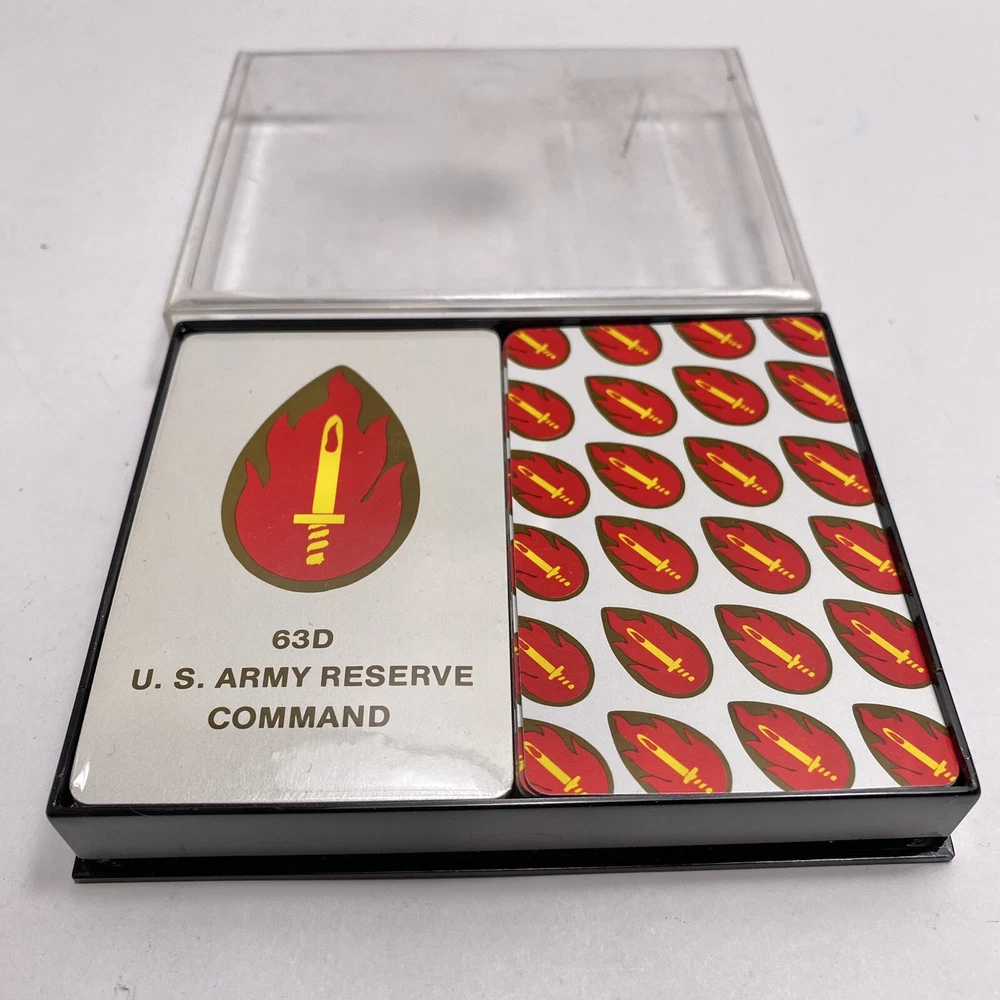 63D
U. S. ARMY RESERVE
COMMAND